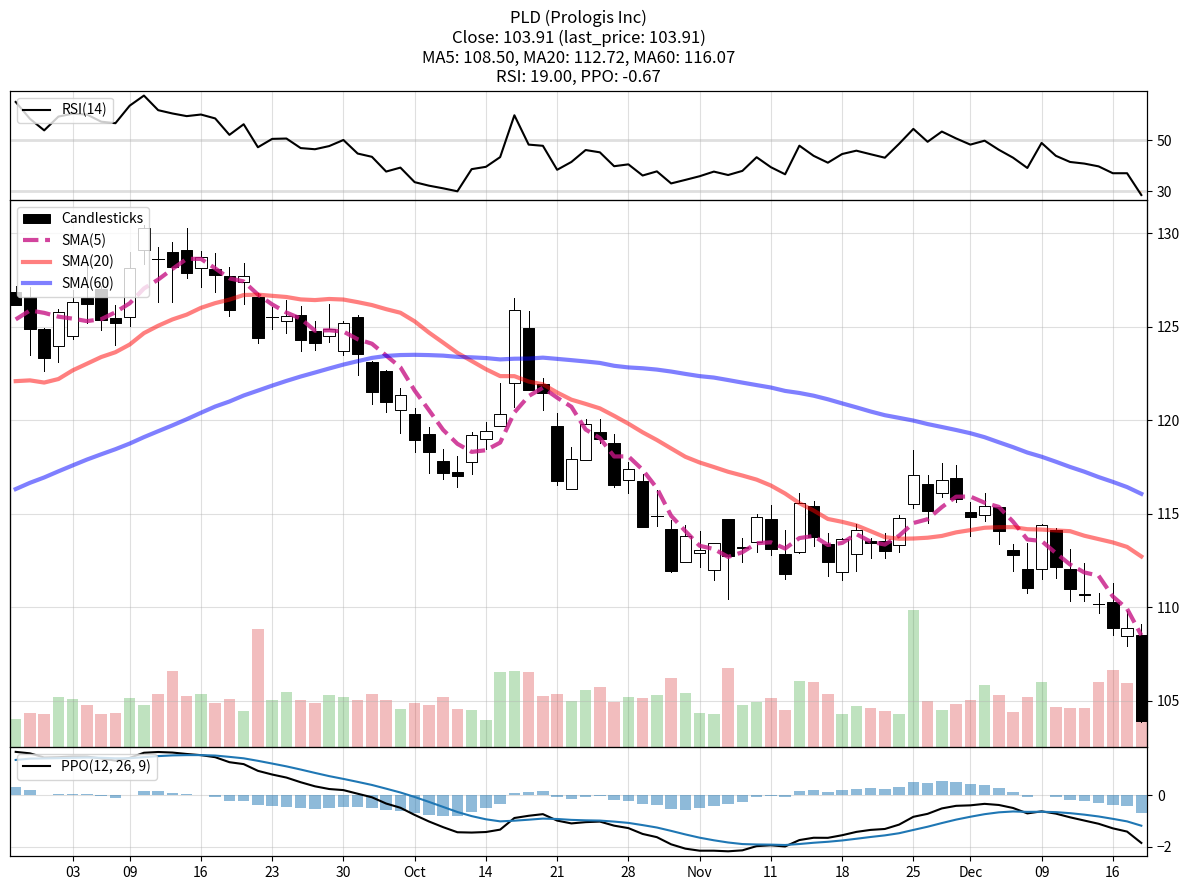 PLD (Prologis Inc)
Close: 103.91 (last_price: 103.91)
MA5: 108.50, MA20: 112.72, MA60: 116.07
RSI: 19.00, PPO: -0.67
RSI(14)
50
30
Candlesticks
SMA(5)
SMA(20)
SMA(60)
130
125
120
115
110
105
PPO(12, 26, 9)
0
−2
03 09 16 23 30 Oct 14 21 28 Nov 11 18 25 Dec 09 16